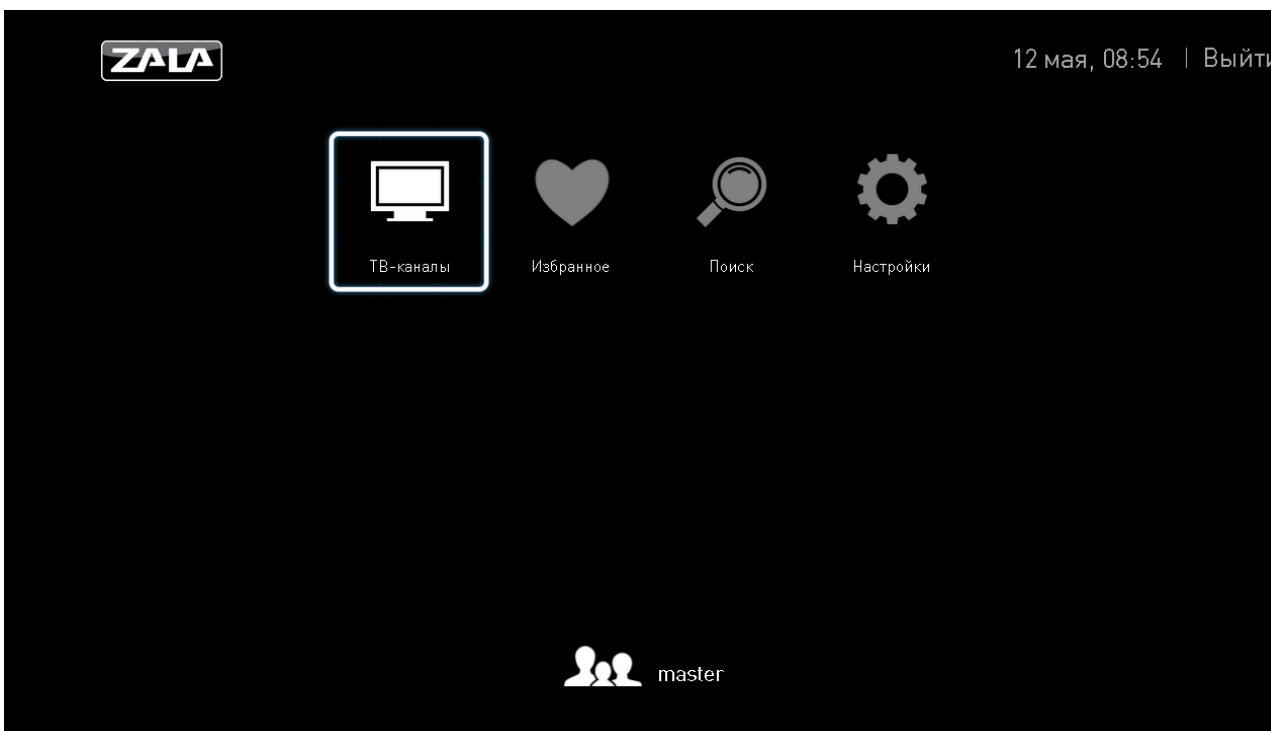 ZALA
12 мая, 08:54 | Выйти
ТВ-каналы
Избранное
Поиск
Настройки
master